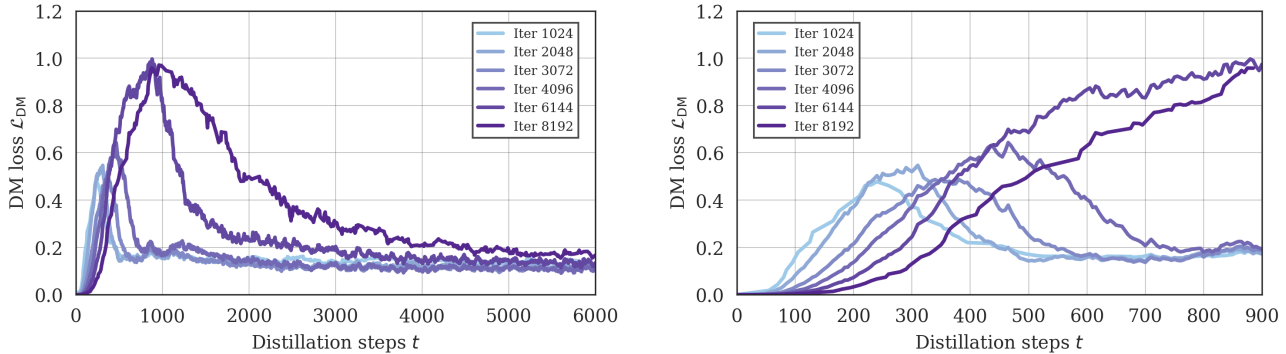 1.2
1.0
0.8
0.6
0.4
0.2
0.0
DM loss ℒ_DM
Iter 1024
Iter 2048
Iter 3072
Iter 4096
Iter 6144
Iter 8192
0 1000 2000 3000 4000 5000 6000
Distillation steps t
1.2
1.0
0.8
0.6
0.4
0.2
0.0
DM loss ℒ_DM
Iter 1024
Iter 2048
Iter 3072
Iter 4096
Iter 6144
Iter 8192
0 100 200 300 400 500 600 700 800 900
Distillation steps t